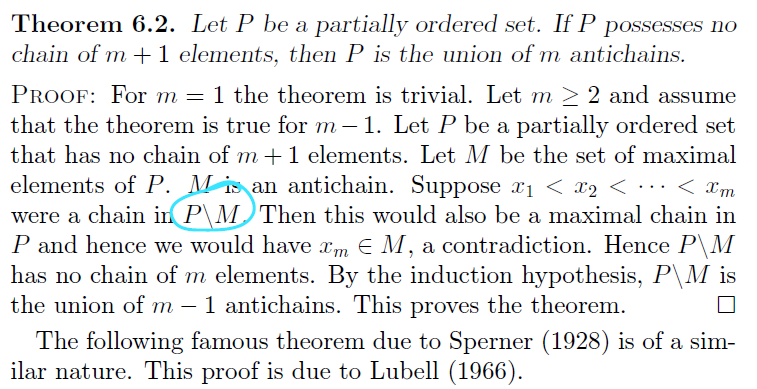 Theorem 6.2. Let P be a partially ordered set. If P possesses no
chain of m + 1 elements, then P is the union of m antichains.
PROOF: For m = 1 the theorem is trivial. Let m ≥ 2 and assume
that the theorem is true for m − 1. Let P be a partially ordered set
that has no chain of m + 1 elements. Let M be the set of maximal
elements of P. M is an antichain. Suppose x₁ < x₂ < ··· < xₘ
were a chain in P\M. Then this would also be a maximal chain in
P and hence we would have xₘ ∈ M, a contradiction. Hence P\M
has no chain of m elements. By the induction hypothesis, P\M is
the union of m − 1 antichains. This proves the theorem. □
The following famous theorem due to Sperner (1928) is of a sim-
ilar nature. This proof is due to Lubell (1966).